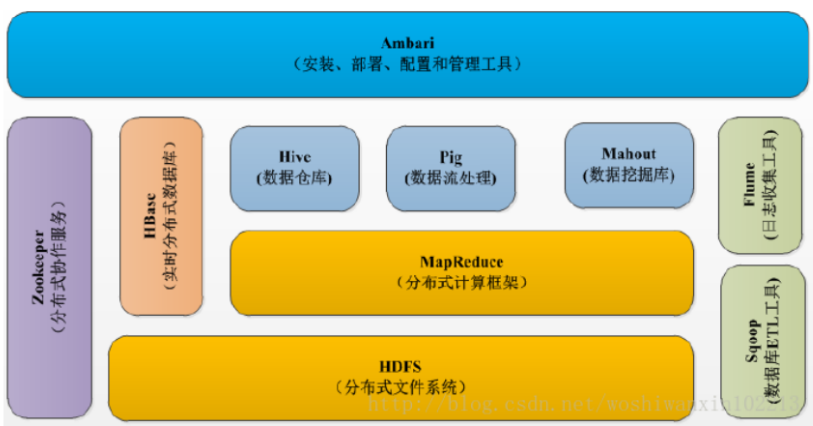 Ambari
（安装、部署、配置和管理工具）
Zookeeper
（分布式协作服务）
HBase
（实时分布式数据库）
Hive
(数据仓库)
Pig
(数据流处理)
Mahout
(数据挖掘库)
Flume
(日志收集工具)
MapReduce
（分布式计算框架）
Sqoop
(数据库ETL工具)
HDFS
（分布式文件系统）